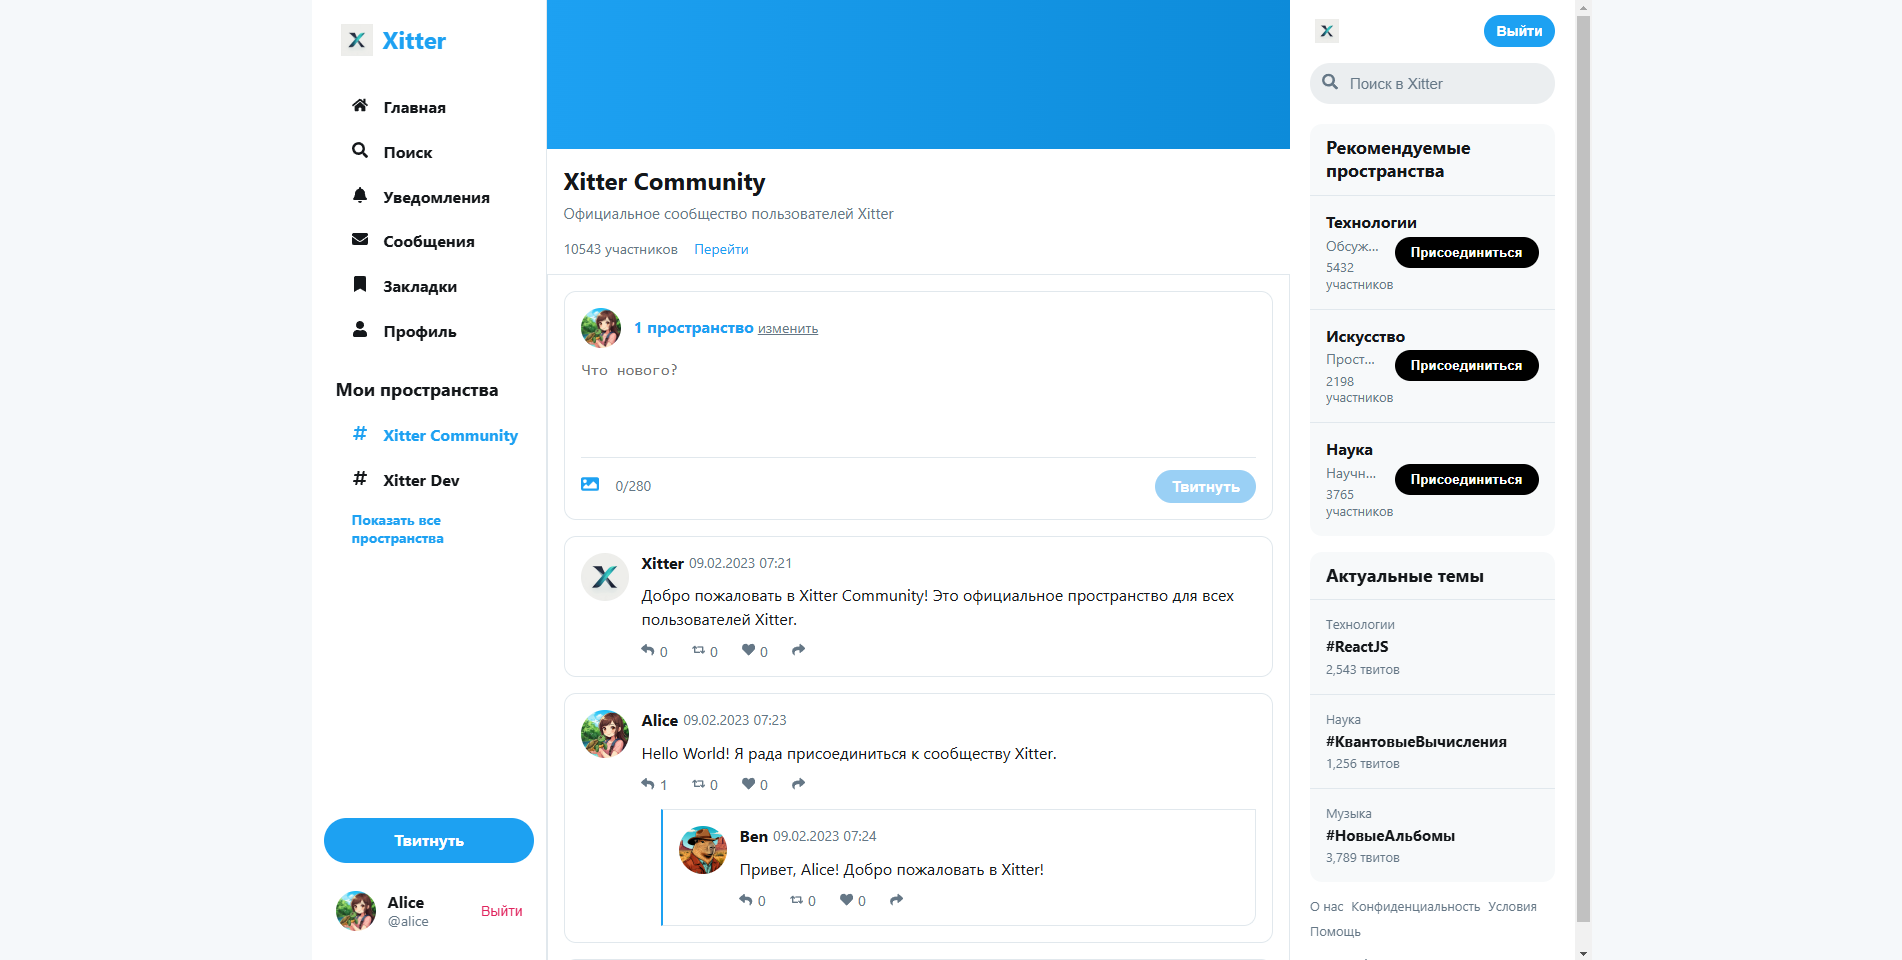 Xitter
Главная
Поиск
Уведомления
Сообщения
Закладки
Профиль
Мои пространства
# Xitter Community
# Xitter Dev
Показать все
пространства
Твитнуть
Alice
@alice
Выйти
Xitter Community
Официальное сообщество пользователей Xitter
10543 участников Перейти
1 пространство изменить
Что нового?
0/280
Твитнуть
Xitter 09.02.2023 07:21
Добро пожаловать в Xitter Community! Это официальное пространство для всех
пользователей Xitter.
0 0 0
Alice 09.02.2023 07:23
Hello World! Я рада присоединиться к сообществу Xitter.
1 0 0
Ben 09.02.2023 07:24
Привет, Alice! Добро пожаловать в Xitter!
0 0 0
Выйти
Поиск в Xitter
Рекомендуемые
пространства
Технологии
Обсуж...
5432
участников
Присоединиться
Искусство
Прост...
2198
участников
Присоединиться
Наука
Научн...
3765
участников
Присоединиться
Актуальные темы
Технологии
#ReactJS
2,543 твитов
Наука
#КвантовыеВычисления
1,256 твитов
Музыка
#НовыеАльбомы
3,789 твитов
О нас Конфиденциальность Условия
Помощь